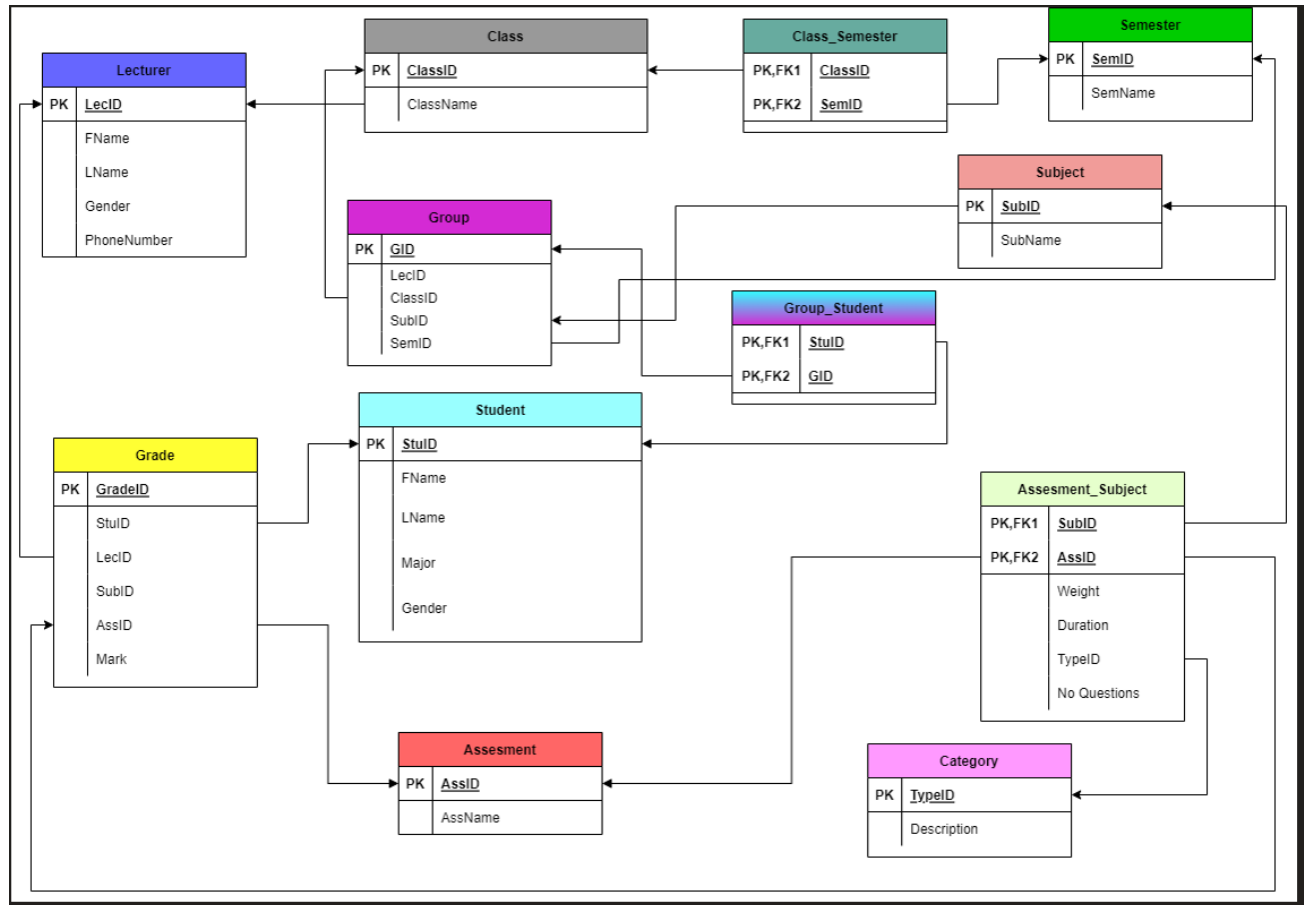 Lecturer
PK LecID
FName
LName
Gender
PhoneNumber
Class
PK ClassID
ClassName
Class_Semester
PK,FK1 ClassID
PK,FK2 SemID
Semester
PK SemID
SemName
Subject
PK SubID
SubName
Group
PK GID
LecID
ClassID
SubID
SemID
Group_Student
PK,FK1 StuID
PK,FK2 GID
Student
PK StuID
FName
LName
Major
Gender
Grade
PK GradeID
StuID
LecID
SubID
AssID
Mark
Assesment_Subject
PK,FK1 SubID
PK,FK2 AssID
Weight
Duration
TypeID
No Questions
Assesment
PK AssID
AssName
Category
PK TypeID
Description